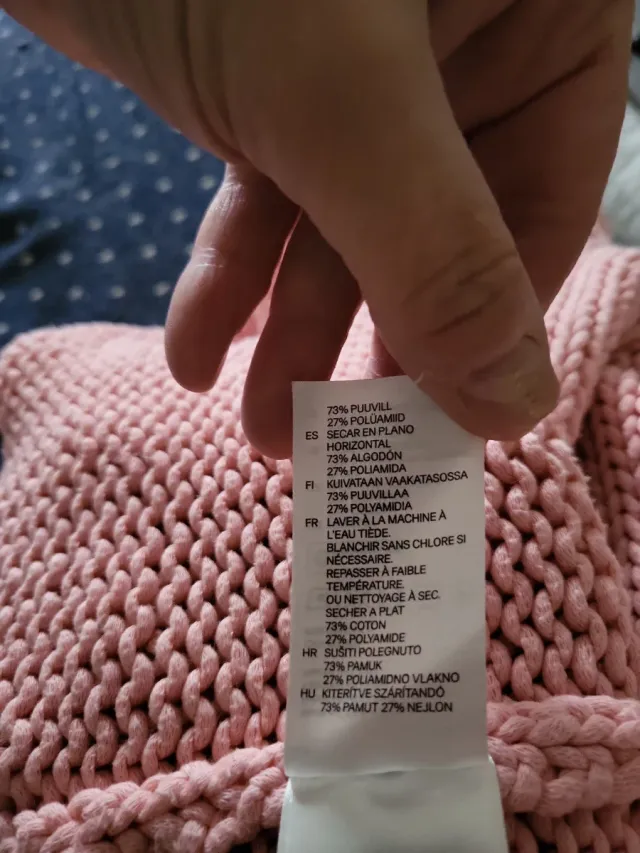 73% PUUVILL
27% POLÜAMIID
ES SECAR EN PLANO
HORIZONTAL
73% ALGODÓN
27% POLIAMIDA
FI KUIVATAAN VAAKATASOSSA
73% PUUVILLAA
27% POLYAMIDIA
FR LAVER À LA MACHINE À
L'EAU TIÈDE.
BLANCHIR SANS CHLORE SI
NÉCESSAIRE.
REPASSER À FAIBLE
TEMPÉRATURE.
OU NETTOYAGE À SEC.
SECHER A PLAT
73% COTON
27% POLYAMIDE
HR SUŠITI POLEGNUTO
73% PAMUK
27% POLIAMIDNO VLAKNO
HU KITERÍTVE SZÁRÍTANDÓ
73% PAMUT 27% NEJLON